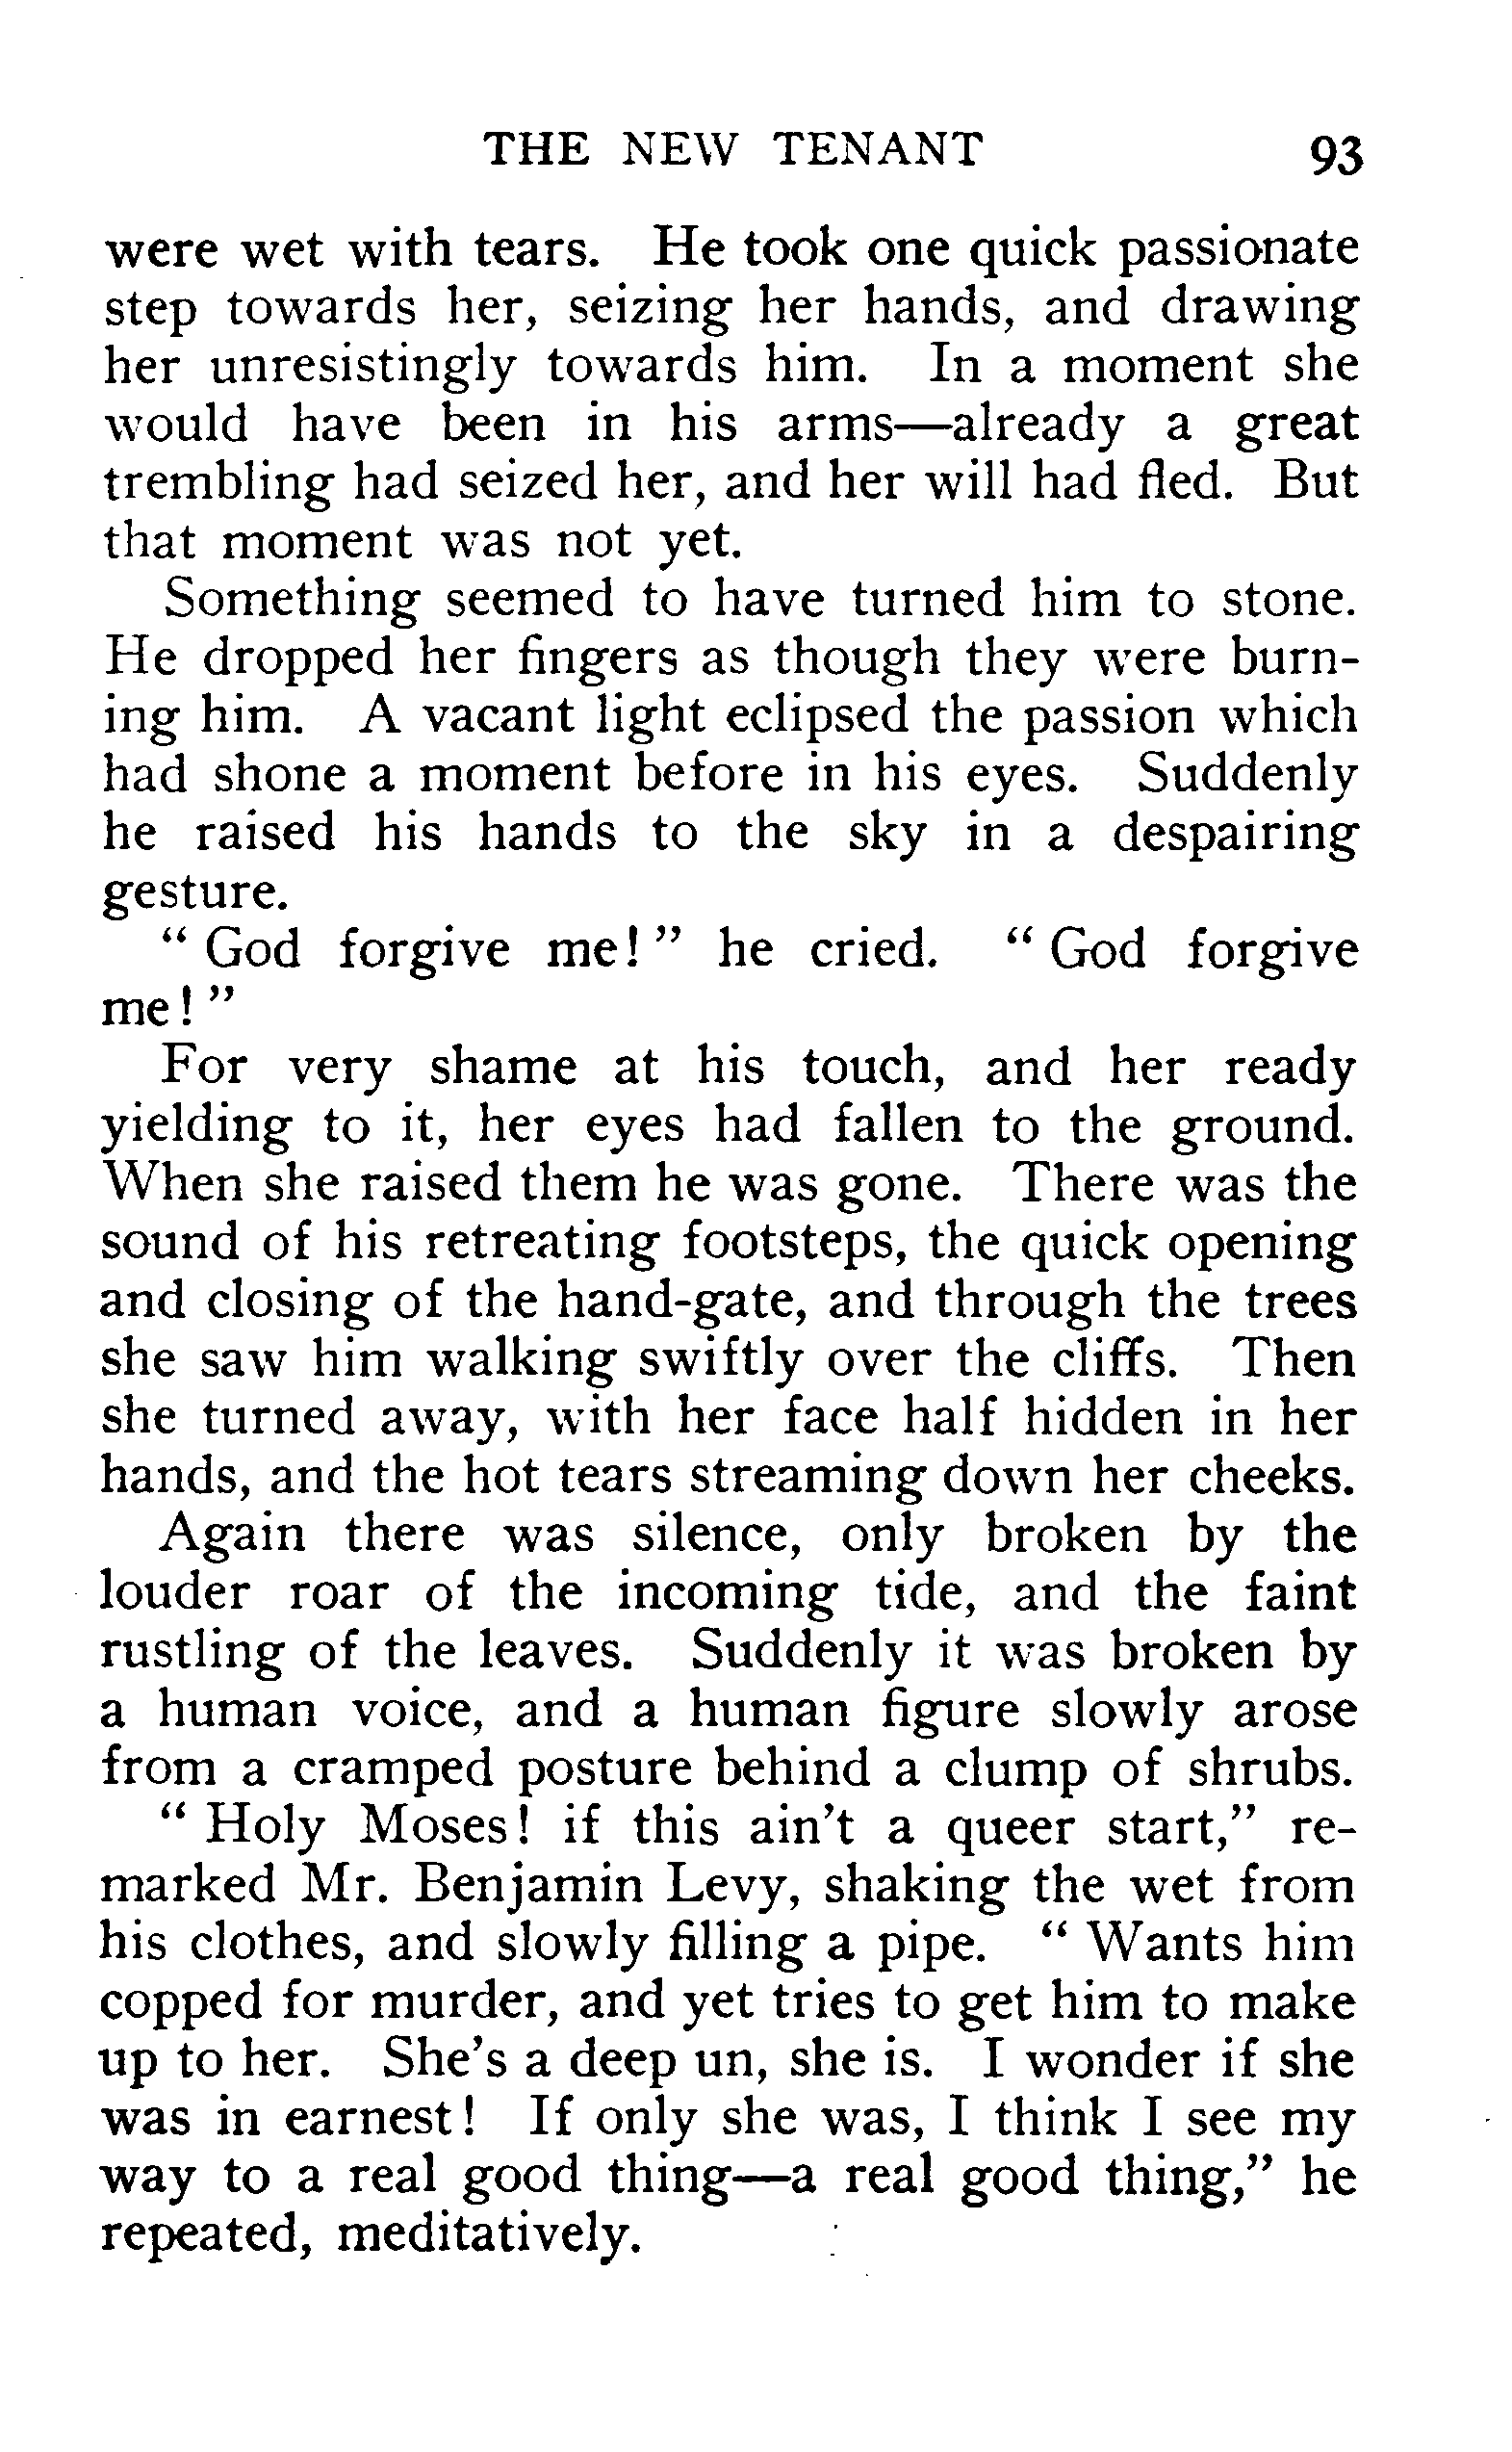 THE NEW TENANT 93
were wet with tears. He took one quick passionate
step towards her, seizing her hands, and drawing
her unresistingly towards him. In a moment she
would have been in his arms—already a great
trembling had seized her, and her will had fled. But
that moment was not yet.
Something seemed to have turned him to stone.
He dropped her fingers as though they were burn-
ing him. A vacant light eclipsed the passion which
had shone a moment before in his eyes. Suddenly
he raised his hands to the sky in a despairing
gesture.
" God forgive me! " he cried. " God forgive
me! "
For very shame at his touch, and her ready
yielding to it, her eyes had fallen to the ground.
When she raised them he was gone. There was the
sound of his retreating footsteps, the quick opening
and closing of the hand-gate, and through the trees
she saw him walking swiftly over the cliffs. Then
she turned away, with her face half hidden in her
hands, and the hot tears streaming down her cheeks.
Again there was silence, only broken by the
louder roar of the incoming tide, and the faint
rustling of the leaves. Suddenly it was broken by
a human voice, and a human figure slowly arose
from a cramped posture behind a clump of shrubs.
" Holy Moses! if this ain't a queer start," re-
marked Mr. Benjamin Levy, shaking the wet from
his clothes, and slowly filling a pipe. " Wants him
copped for murder, and yet tries to get him to make
up to her. She's a deep un, she is. I wonder if she
was in earnest! If only she was, I think I see my
way to a real good thing—a real good thing," he
repeated, meditatively.